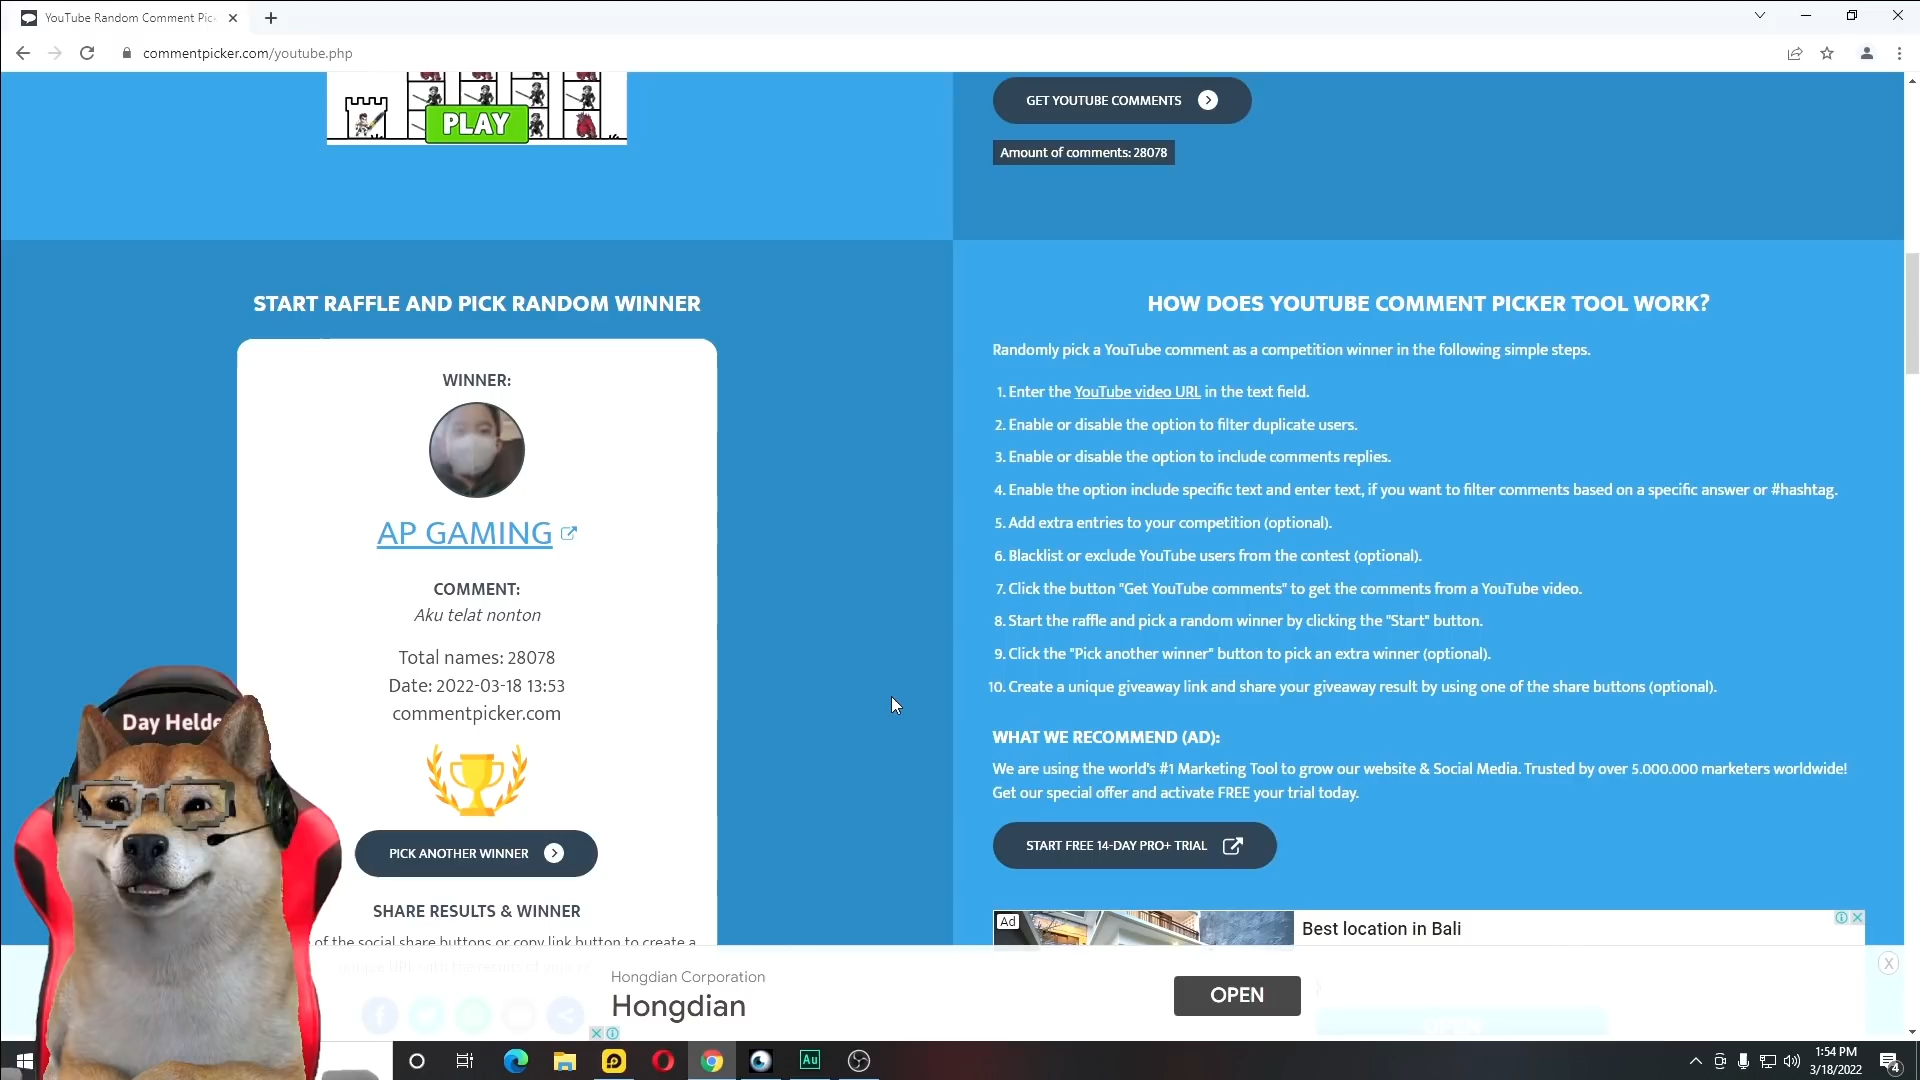 YouTube Random Comment Pic
commentpicker.com/youtube.php
PLAY
GET YOUTUBE COMMENTS
Amount of comments: 28078
START RAFFLE AND PICK RANDOM WINNER
WINNER:
AP GAMING
COMMENT:
Aku telat nonton
Total names: 28078
Date: 2022-03-18 13:53
commentpicker.com
PICK ANOTHER WINNER
SHARE RESULTS & WINNER
of the social share buttons or copy link button to create a
HOW DOES YOUTUBE COMMENT PICKER TOOL WORK?
Randomly pick a YouTube comment as a competition winner in the following simple steps.
1. Enter the YouTube video URL in the text field.
2. Enable or disable the option to filter duplicate users.
3. Enable or disable the option to include comments replies.
4. Enable the option include specific text and enter text, if you want to filter comments based on a specific answer or #hashtag.
5. Add extra entries to your competition (optional).
6. Blacklist or exclude YouTube users from the contest (optional).
7. Click the button "Get YouTube comments" to get the comments from a YouTube video.
8. Start the raffle and pick a random winner by clicking the "Start" button.
9. Click the "Pick another winner" button to pick an extra winner (optional).
10. Create a unique giveaway link and share your giveaway result by using one of the share buttons (optional).
WHAT WE RECOMMEND (AD):
We are using the world's #1 Marketing Tool to grow our website & Social Media. Trusted by over 5.000.000 marketers worldwide!
Get our special offer and activate FREE your trial today.
START FREE 14-DAY PRO+ TRIAL
Ad
Best location in Bali
Day Helde
Hongdian Corporation
Hongdian
OPEN
X
Au
1:54 PM
3/18/2022
4